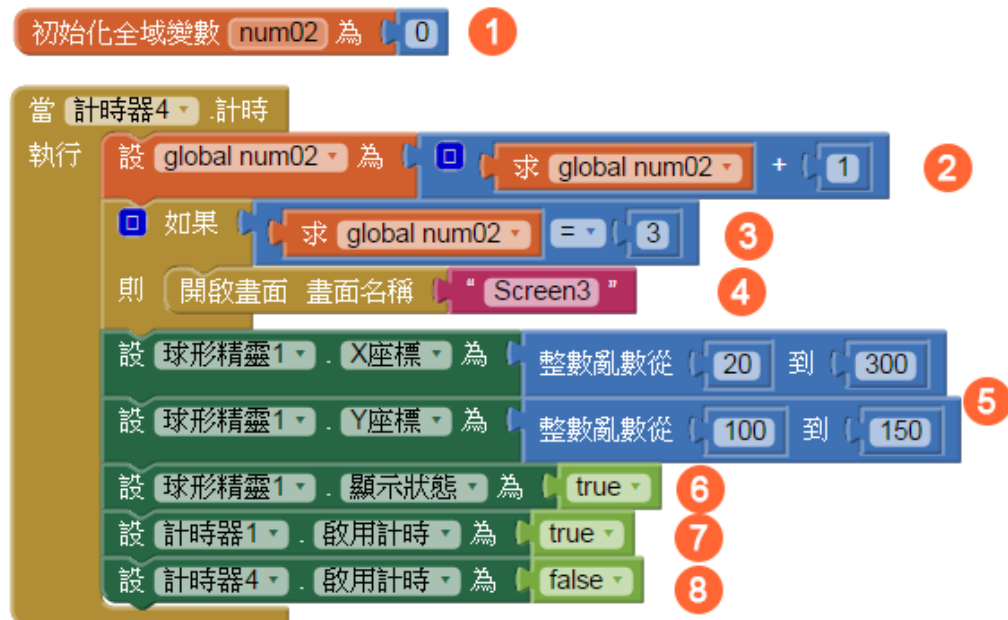 初始化全域變數 num02 為 0 1
當 計時器4 .計時
執行 設 global num02 為 求 global num02 + 1 2
如果 求 global num02 = 3 3
則 開啟畫面 畫面名稱 " Screen3 " 4
設 球形精靈1 . X座標 為 整數亂數從 20 到 300
5
設 球形精靈1 . Y座標 為 整數亂數從 100 到 150
設 球形精靈1 . 顯示狀態 為 true 6
設 計時器1 . 啟用計時 為 true 7
設 計時器4 . 啟用計時 為 false 8